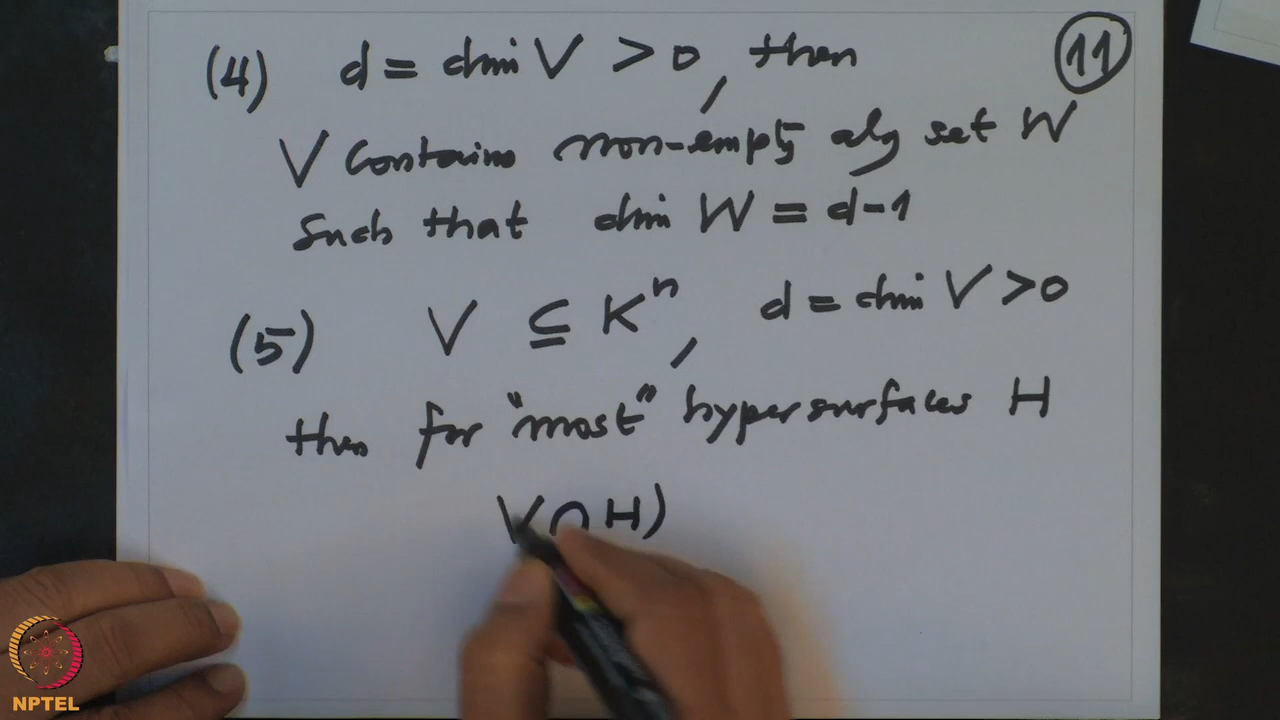 (4) d = dim V > 0, then
11
V Contains non-empty alg set W
Such that dim W = d-1
(5) V ⊆ K^n, d = dim V > 0
then for "most" hypersurfaces H
V∩H)
NPTEL